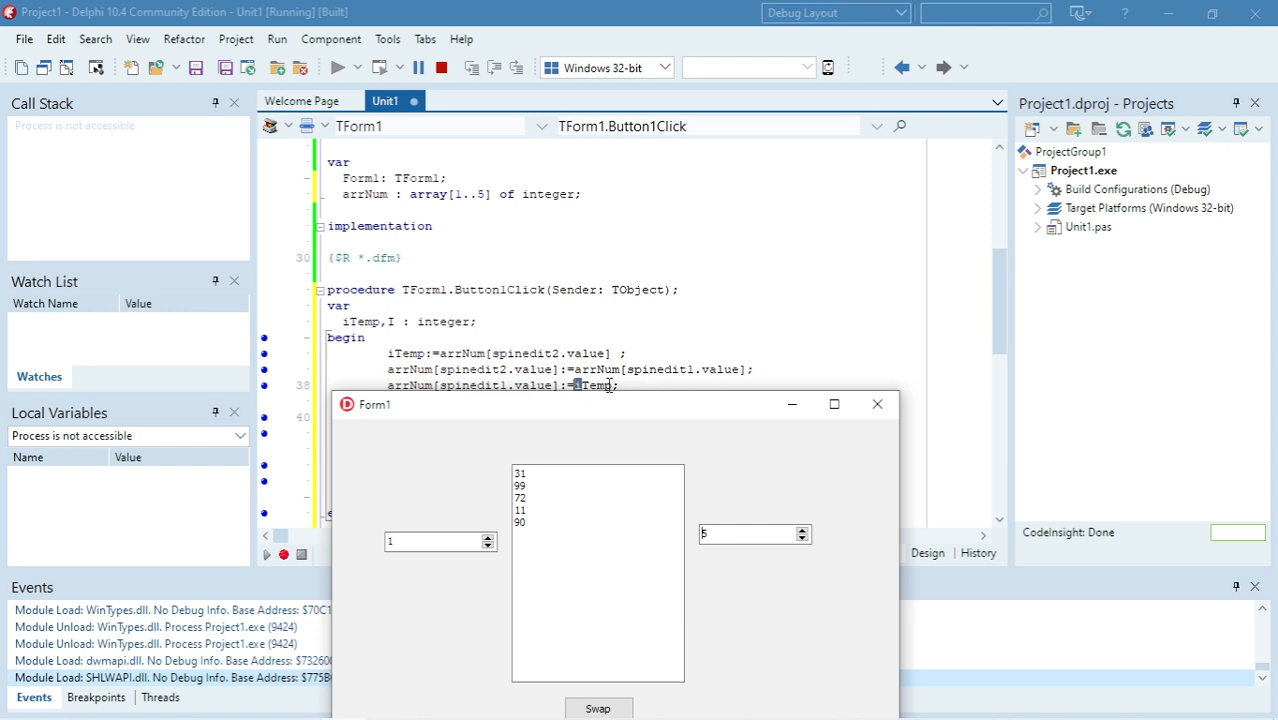 Project1 - Delphi 10.4 Community Edition - Unit1 [Running] [Built]
Debug Layout
?
File Edit Search View Refactor Project Run Component Tools Tabs Help
Windows 32-bit
Call Stack
Process is not accessible
Welcome Page
Unit1
TForm1
TForm1.Button1Click
var
Form1: TForm1;
arrNum : array[1..5] of integer;
implementation
30 {$R *.dfm}
procedure TForm1.Button1Click(Sender: TObject);
var
iTemp,I : integer;
begin
iTemp:=arrNum[spinedit2.value] ;
arrNum[spinedit2.value]:=arrNum[spinedit1.value];
38 arrNum[spinedit1.value]:=iTemp;
40
e
Watch List
Watch Name Value
Watches
Local Variables
Process is not accessible
Name Value
Form1
31
99
72
11
90
1
5
Swap
Project1.dproj - Projects
ProjectGroup1
Project1.exe
Build Configurations (Debug)
Target Platforms (Windows 32-bit)
Unit1.pas
CodeInsight: Done
Design History
Events
Module Load: WinTypes.dll. No Debug Info. Base Address: $70C1
Module Unload: WinTypes.dll. Process Project1.exe (9424)
Module Unload: WinTypes.dll. Process Project1.exe (9424)
Module Load: dwmapi.dll. No Debug Info. Base Address: $73260
Module Load: SHLWAPI.dll. No Debug Info. Base Address: $775B
Events Breakpoints Threads